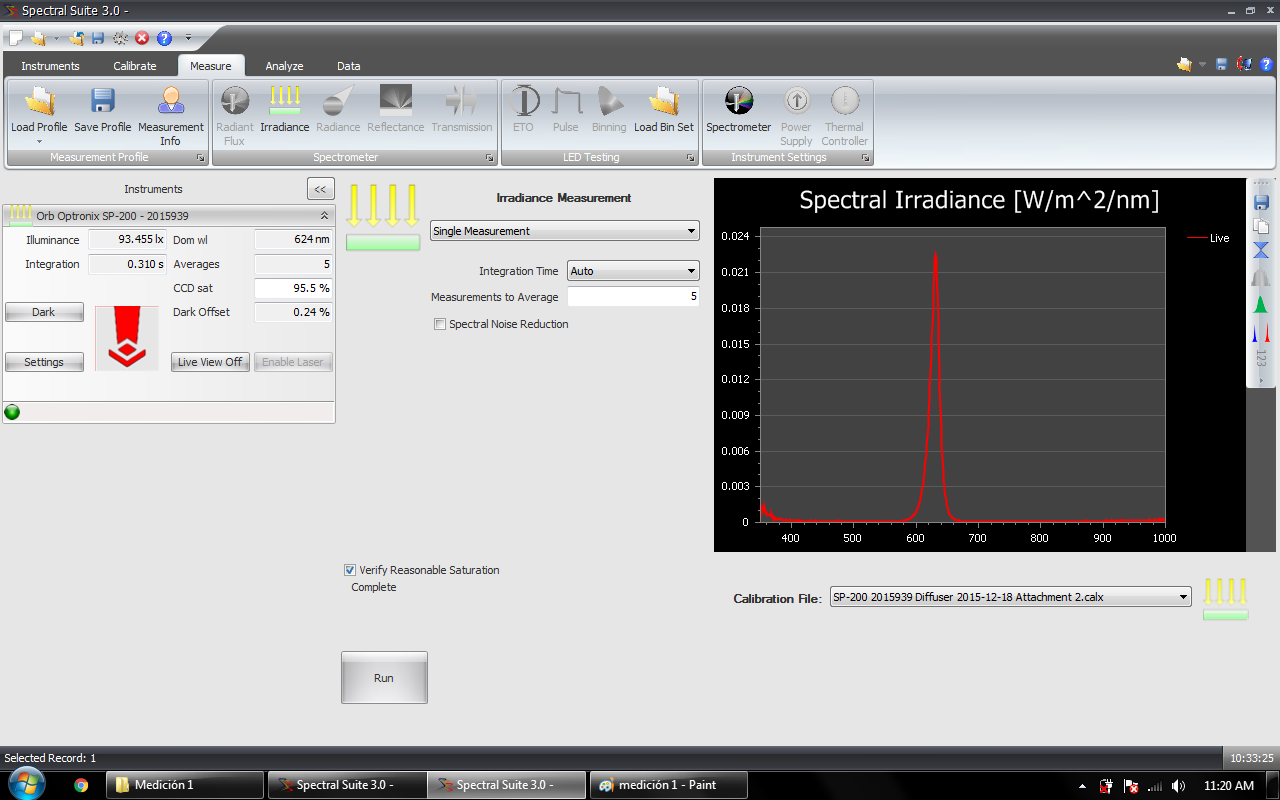 Spectral Suite 3.0 -
Instruments Calibrate Measure Analyze Data
Load Profile Save Profile Measurement Info
Measurement Profile
Radiant Flux Irradiance Radiance Reflectance Transmission
Spectrometer
ETO Pulse Binning Load Bin Set
LED Testing
Spectrometer Power Supply Thermal Controller
Instrument Settings
Instruments <<
Orb Optronix SP-200 - 2015939
Illuminance 93.455 lx Dom wl 624 nm
Integration 0.310 s Averages 5
CCD sat 95.5 %
Dark Dark Offset 0.24 %
Settings Live View Off Enable Laser
Irradiance Measurement
Single Measurement
Integration Time Auto
Measurements to Average 5
Spectral Noise Reduction
Verify Reasonable Saturation
Complete
Run
Spectral Irradiance [W/m^2/nm]
Live
0.024
0.021
0.018
0.015
0.012
0.009
0.006
0.003
0
400 500 600 700 800 900 1000
123
Calibration File: SP-200 2015939 Diffuser 2015-12-18 Attachment 2.calx
Selected Record: 1
10:33:25
Medición 1
Spectral Suite 3.0 -
Spectral Suite 3.0 -
medición 1 - Paint
11:20 AM